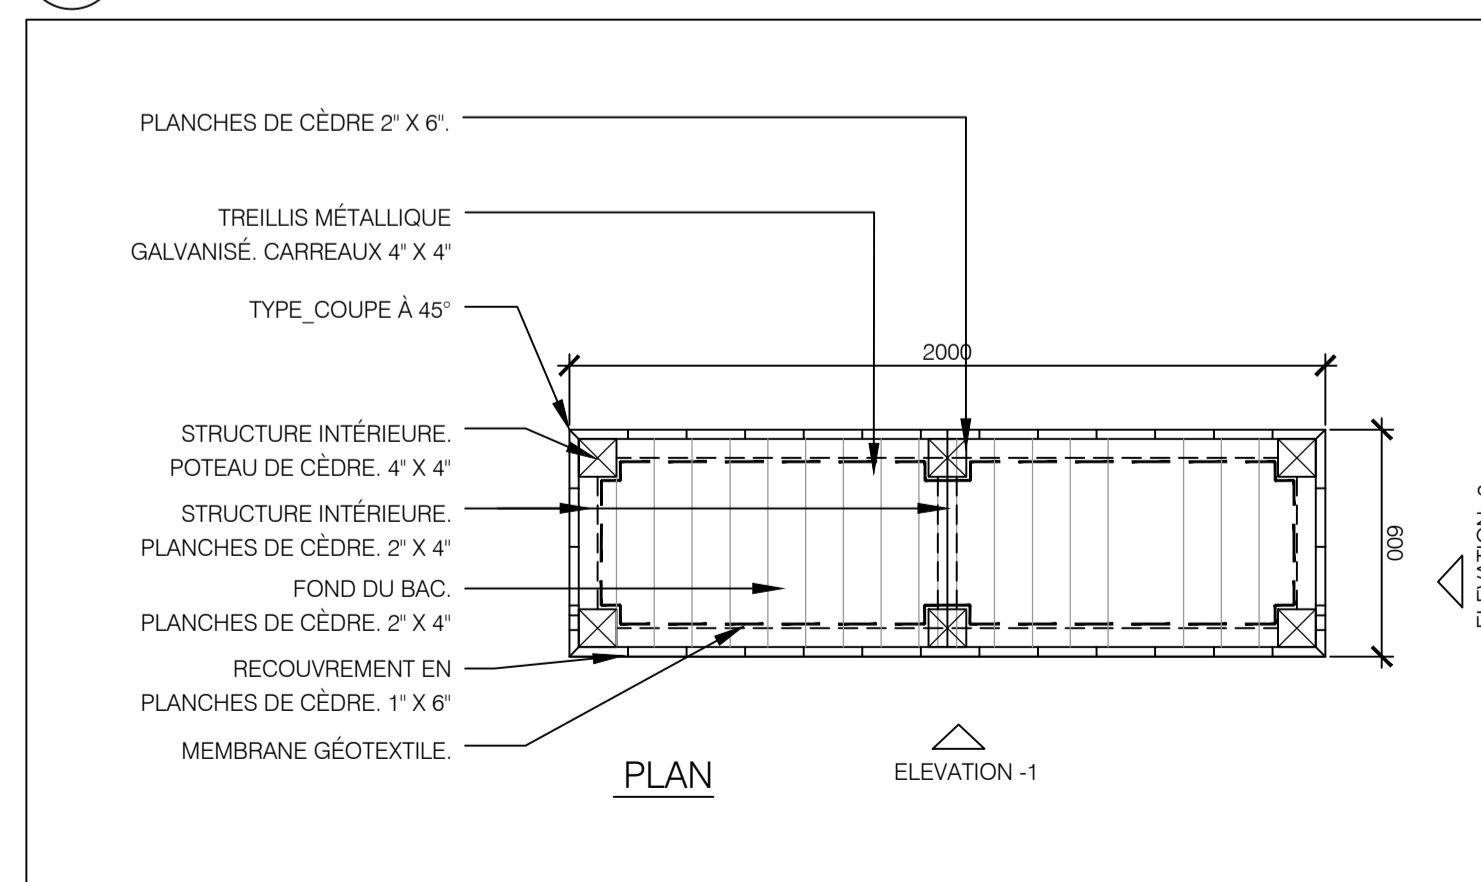 PLANCHES DE CÈDRE 2" X 6".
TREILLIS MÉTALLIQUE
GALVANISÉ. CARREAUX 4" X 4"
TYPE_COUPE À 45°
2000
STRUCTURE INTÉRIEURE.
POTEAU DE CÈDRE. 4" X 4"
STRUCTURE INTÉRIEURE.
PLANCHES DE CÈDRE. 2" X 4"
600
FOND DU BAC.
PLANCHES DE CÈDRE. 2" X 4"
RECOUVREMENT EN
PLANCHES DE CÈDRE. 1" X 6"
MEMBRANE GÉOTEXTILE.
PLAN
ELEVATION -1